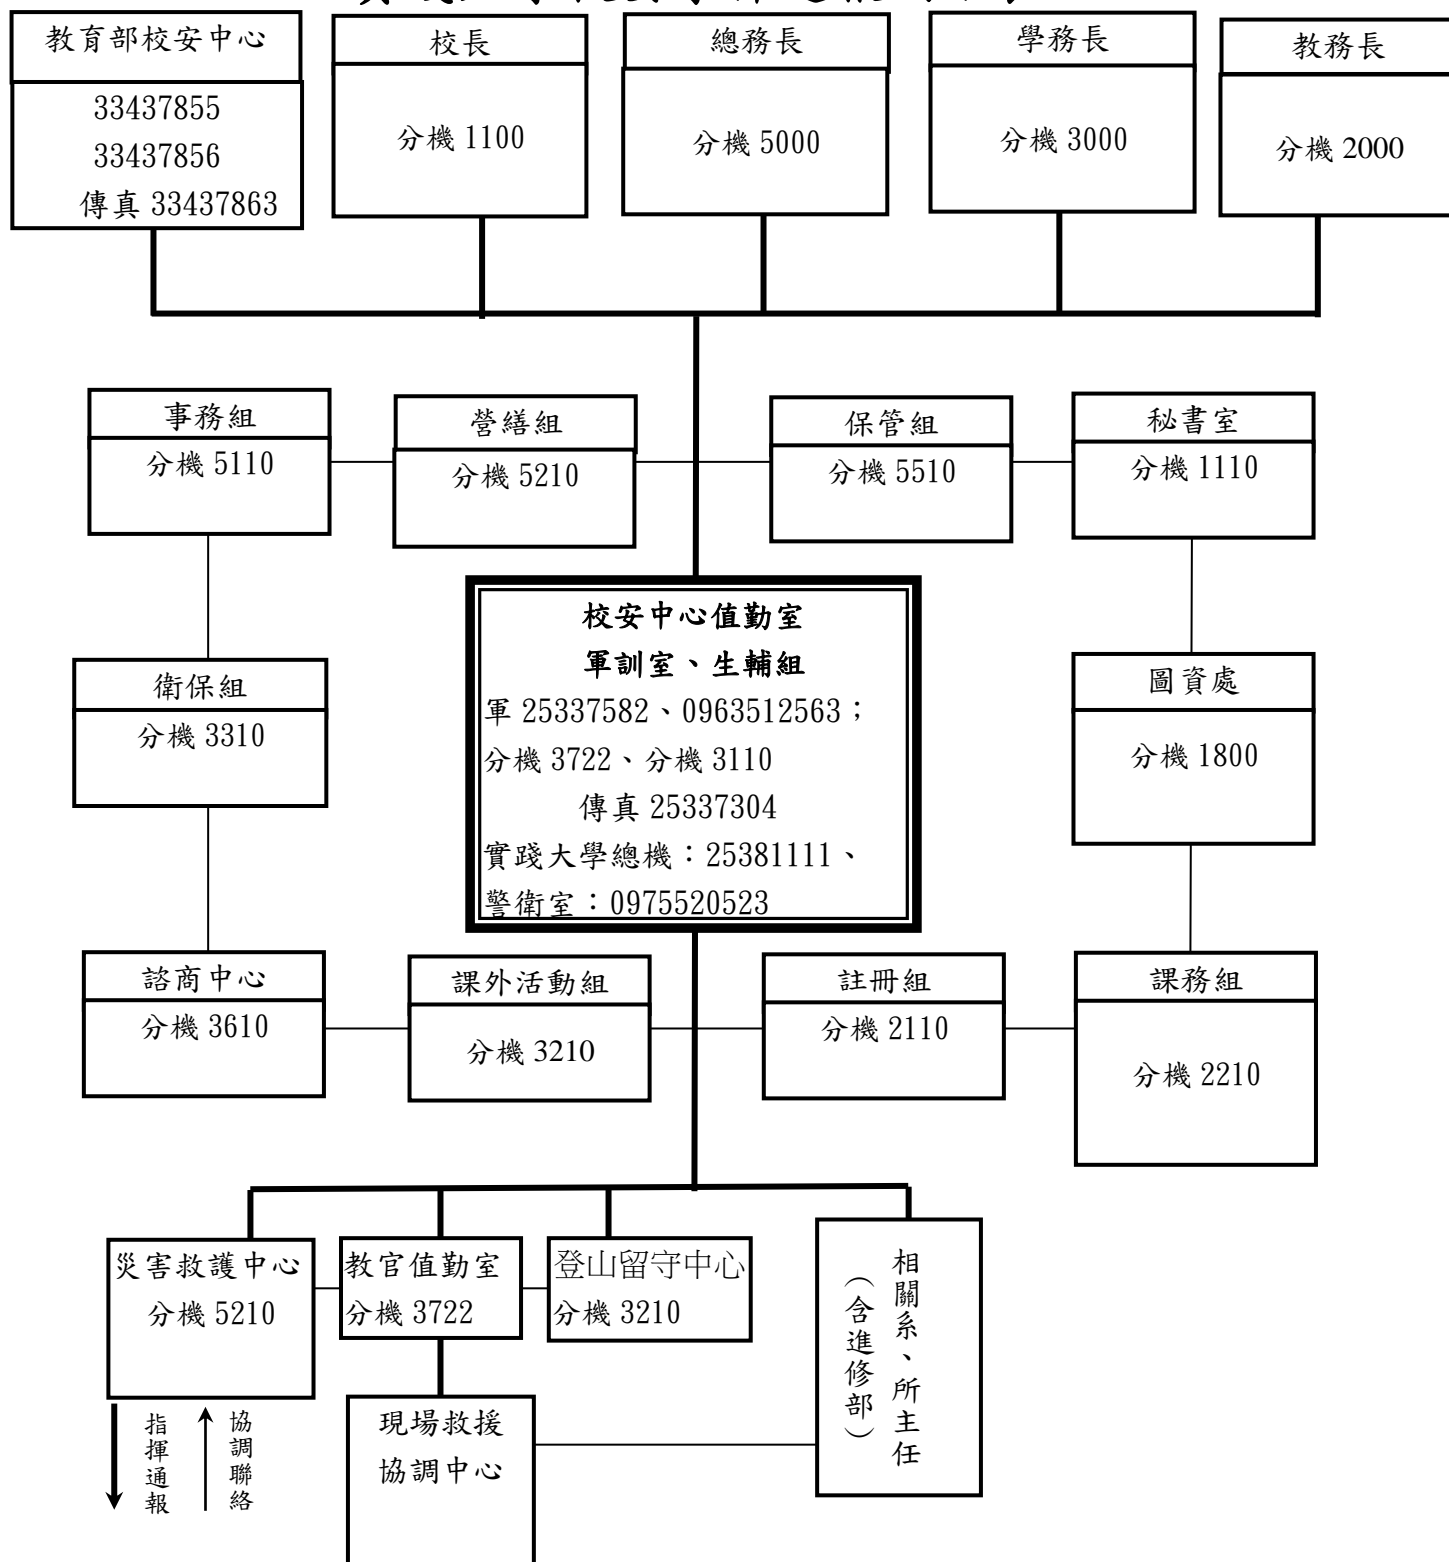 教育部校安中心
33437855
33437856
傳真 33437863
校長
分機 1100
總務長
分機 5000
學務長
分機 3000
教務長
分機 2000
事務組
分機 5110
營繕組
分機 5210
保管組
分機 5510
秘書室
分機 1110
校安中心值勤室
軍訓室、生輔組
軍 25337582、0963512563；
分機 3722、分機 3110
傳真 25337304
實踐大學總機：25381111、
警衛室：0975520523
衛保組
分機 3310
圖資處
分機 1800
諮商中心
分機 3610
課外活動組
分機 3210
註冊組
分機 2110
課務組
分機 2210
災害救護中心
分機 5210
教官值勤室
分機 3722
登山留守中心
分機 3210
相關系、所主任
（含進修部）
現場救援
協調中心
指揮通報
協調聯絡